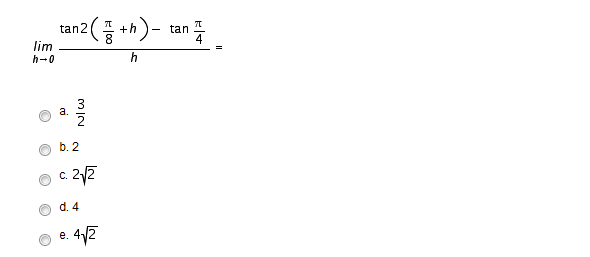 lim h→0 (tan2(π/8 + h) − tan π/4) / h =
a. 3/2
b. 2
c. 2√2
d. 4
e. 4√2